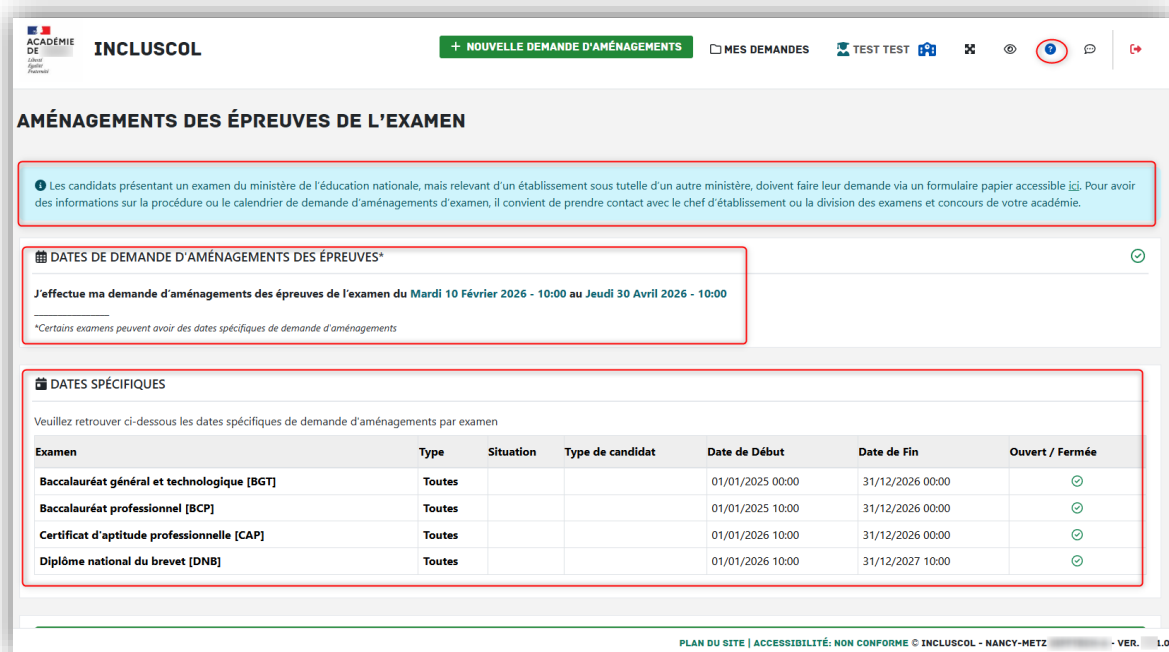 ACADÉMIE
DE
Liberté
Égalité
Fraternité
INCLUSCOL
+ NOUVELLE DEMANDE D'AMÉNAGEMENTS
MES DEMANDES
TEST TEST
AMÉNAGEMENTS DES ÉPREUVES DE L'EXAMEN
Les candidats présentant un examen du ministère de l'éducation nationale, mais relevant d'un établissement sous tutelle d'un autre ministère, doivent faire leur demande via un formulaire papier accessible ici. Pour avoir
des informations sur la procédure ou le calendrier de demande d'aménagements d'examen, il convient de prendre contact avec le chef d'établissement ou la division des examens et concours de votre académie.
DATES DE DEMANDE D'AMÉNAGEMENTS DES ÉPREUVES*
J'effectue ma demande d'aménagements des épreuves de l'examen du Mardi 10 Février 2026 - 10:00 au Jeudi 30 Avril 2026 - 10:00
*Certains examens peuvent avoir des dates spécifiques de demande d'aménagements
DATES SPÉCIFIQUES
Veuillez retrouver ci-dessous les dates spécifiques de demande d'aménagements par examen
Examen Type Situation Type de candidat Date de Début Date de Fin Ouvert / Fermée
Baccalauréat général et technologique [BGT] Toutes 01/01/2025 00:00 31/12/2026 00:00
Baccalauréat professionnel [BCP] Toutes 01/01/2025 10:00 31/12/2026 00:00
Certificat d'aptitude professionnelle [CAP] Toutes 01/01/2026 10:00 31/12/2026 00:00
Diplôme national du brevet [DNB] Toutes 01/01/2026 10:00 31/12/2027 10:00
PLAN DU SITE | ACCESSIBILITÉ: NON CONFORME © INCLUSCOL - NANCY-METZ - VER. 1.0